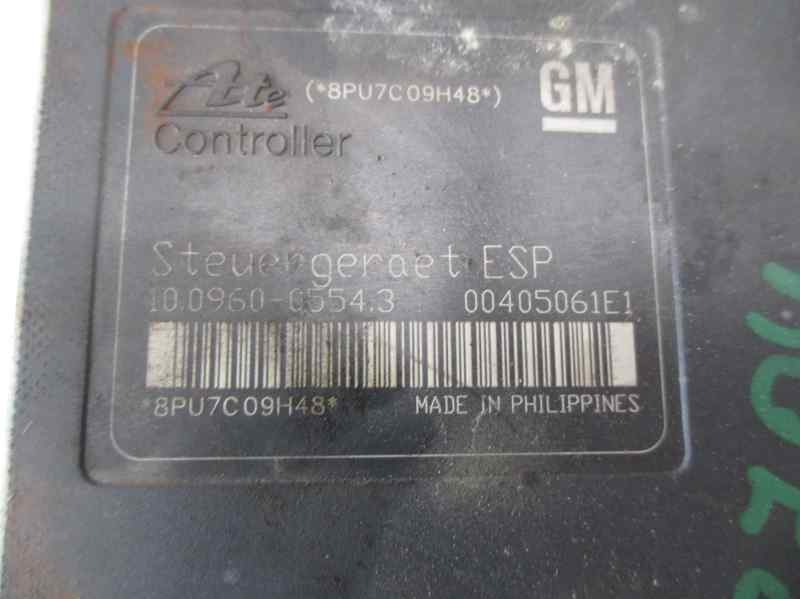 Ate (*8PU7C09H48*) GM
Controller
Steuergeraet ESP
10.0960-0554.3 00405061E1
*8PU7C09H48* MADE IN PHILIPPINES